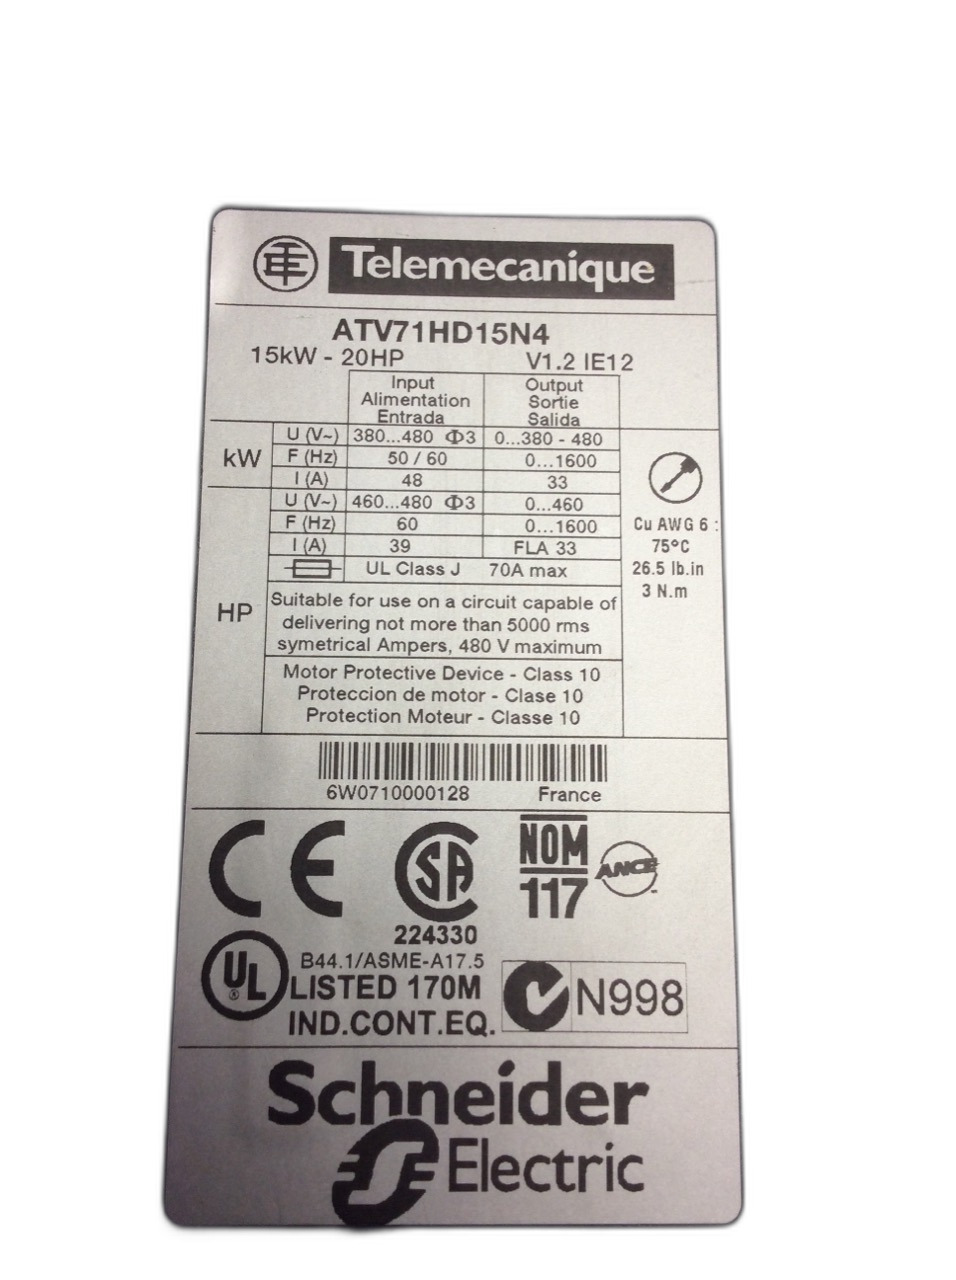 TE Telemecanique
ATV71HD15N4
15kW - 20HP V1.2 IE12
Input Output
Alimentation Sortie
Entrada Salida
kW
U (V~) 380...480 Φ3 0...380 - 480
F (Hz) 50 / 60 0...1600
I (A) 48 33
HP
U (V~) 460...480 Φ3 0...460
F (Hz) 60 0...1600
I (A) 39 FLA 33
UL Class J 70A max
Suitable for use on a circuit capable of
delivering not more than 5000 rms
symetrical Ampers, 480 V maximum
Motor Protective Device - Class 10
Proteccion de motor - Clase 10
Protection Moteur - Classe 10
Cu AWG 6 :
75°C
26.5 lb.in
3 N.m
6W0710000128 France
CE
SA
224330
NOM
117
ANCE
UL ®
B44.1/ASME-A17.5
LISTED 170M
IND.CONT.EQ.
N998
Schneider
Electric